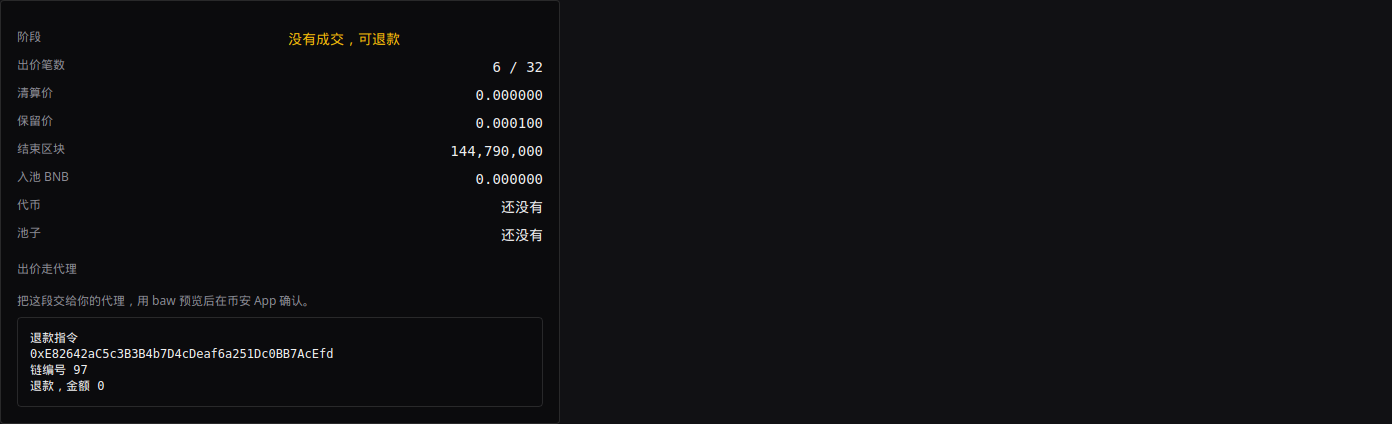 阶段 没有成交，可退款
出价笔数 6 / 32
清算价 0.000000
保留价 0.000100
结束区块 144,790,000
入池 BNB 0.000000
代币 还没有
池子 还没有
出价走代理
把这段交给你的代理，用 baw 预览后在币安 App 确认。
退款指令
0xE82642aC5c3B3B4b7D4cDeaf6a251Dc0BB7AcEfd
链编号 97
退款，金额 0